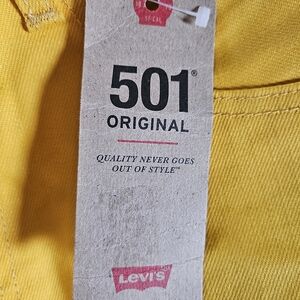 501®
ORIGINAL
QUALITY NEVER GOES
OUT OF STYLE™
Levi's